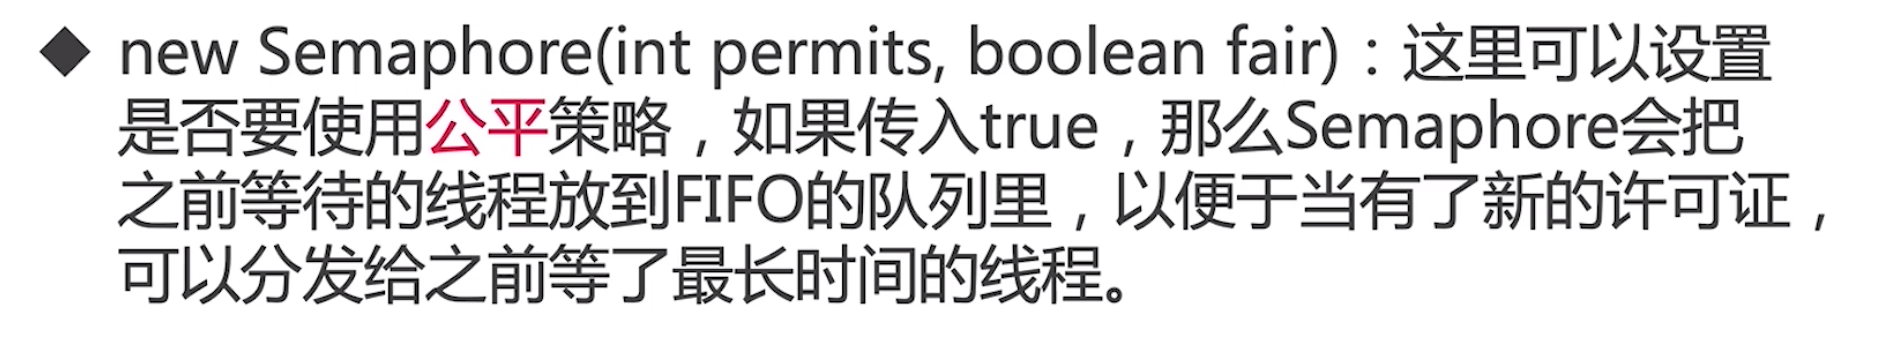 ◆ new Semaphore(int permits, boolean fair)：这里可以设置
是否要使用公平策略，如果传入true，那么Semaphore会把
之前等待的线程放到FIFO的队列里，以便于当有了新的许可证，
可以分发给之前等了最长时间的线程。